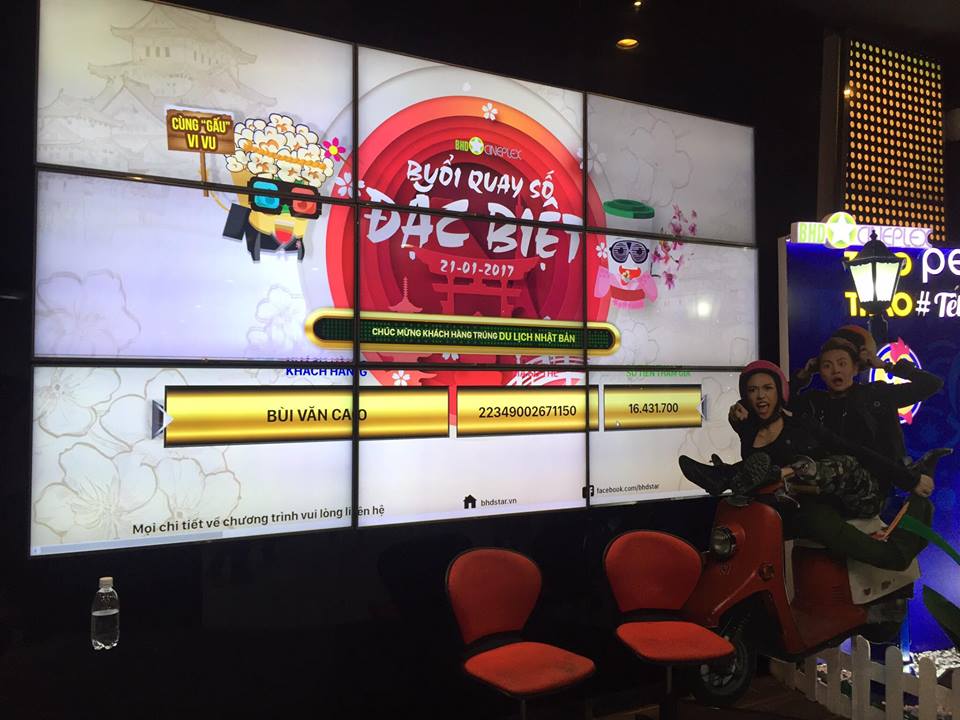 CÙNG "GẤU"
VI VU
BHD CINEPLEX
BUỔI QUAY SỐ
ĐẶC BIỆT
21-01-2017
CHÚC MỪNG KHÁCH HÀNG TRÚNG DU LỊCH NHẬT BẢN
KHÁCH HÀNG
BÙI VĂN CAO
22349002671150
16.431.700
Mọi chi tiết về chương trình vui lòng liên hệ
bhdstar.vn
facebook.com/bhdstar
BHD CINEPLEX
#Tế